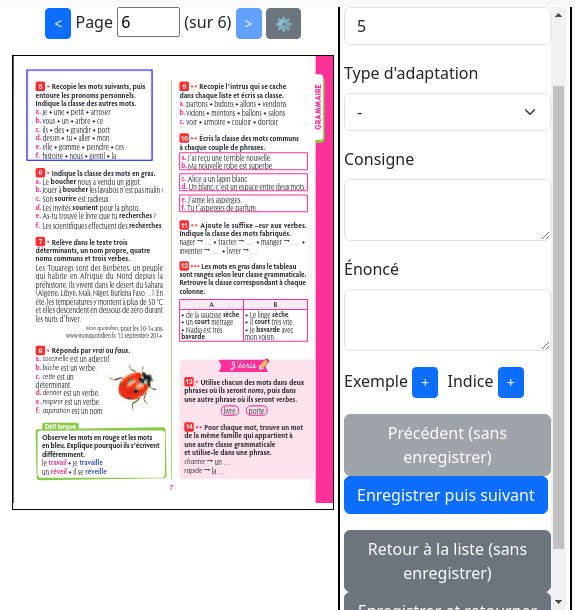 <
Page
6
(sur 6)
>
5
Type d'adaptation
-
Consigne
Énoncé
Exemple
+
Indice
+
Précédent (sans enregistrer)
Enregistrer puis suivant
Retour à la liste (sans enregistrer)
Enregistrer et retourner
GRAMMAIRE
5 * Recopie les mots suivants, puis
entoure les pronoms personnels.
Indique la classe des autres mots.
a. je • une • petit • arroser
b. vous • un • arbre • ce
c. ils • des • grandir • port
d. dessin • tu • aller • mon
e. elle • gomme • peindre • ces
f. histoire • nous • gentil • la
6 * Indique la classe des mots en gras.
a. Le boucher nous a vendu un gigot.
b. Jouer à boucher les lavabos n'est pas malin !
c. Son sourire est radieux.
d. Les invités sourient pour la photo.
e. As-tu trouvé le livre que tu recherches ?
f. Les scientifiques effectuent des recherches
7 * Relève dans le texte trois
déterminants, un nom propre, quatre
noms communs et trois verbes.
Les Touaregs sont des Berbères, un peuple
qui habite en Afrique du Nord depuis la
préhistoire. Ils vivent dans le désert du Sahara
(Algérie, Libye, Mali, Niger, Burkina Faso…). En
été, les températures y montent à plus de 50 °C
et elles descendent en dessous de zéro durant
les nuits d'hiver.
Mon quotidien, pour les 10-14 ans,
www.monquotidien.fr, 13 septembre 2014.
8 * Réponds par vrai ou faux.
a. coccinelle est un adjectif.
b. bûche est un verbe.
c. cette est un
déterminant.
d. dentier est un verbe.
e. respirer est un verbe.
f. aspiration est un nom.
Défi langue
Observe les mots en rouge et les mots
en bleu. Explique pourquoi ils s'écrivent
différemment.
le travail • je travaille
un réveil • il se réveille
9 ** Recopie l'intrus qui se cache
dans chaque liste et écris sa classe.
a. partons • bidons • allons • vendons
b. vidons • mentons • ballons • salons
c. voir • armoire • couloir • dortoir
10 ** Écris la classe des mots communs
à chaque couple de phrases.
a. J'ai reçu une terrible nouvelle.
b. Ma nouvelle robe est superbe.
c. Alice a un lapin blanc.
d. Un blanc, c'est un espace entre deux mots.
e. J'aime les asperges.
f. Tu t'asperges de parfum.
11 ** Ajoute le suffixe –eur aux verbes.
Indique la classe des mots fabriqués.
nager → … • tracter → … • manger → … •
inventer → … • livrer → …
12 *** Les mots en gras dans le tableau
sont rangés selon leur classe grammaticale.
Retrouve la classe correspondant à chaque
colonne.
A
B
• de la saucisse sèche
• un court métrage
• Nadia est très
bavarde.
• Le linge sèche.
• Il court très vite.
• Je bavarde avec
mon voisin.
J'écris
13 * Utilise chacun des mots dans deux
phrases où ils seront noms, puis dans
une autre phrase où ils seront verbes.
livre
porte
14 ** Pour chaque mot, trouve un mot
de la même famille qui appartient à
une autre classe grammaticale
et utilise-le dans une phrase.
chanter → un …
rapide → la …
7